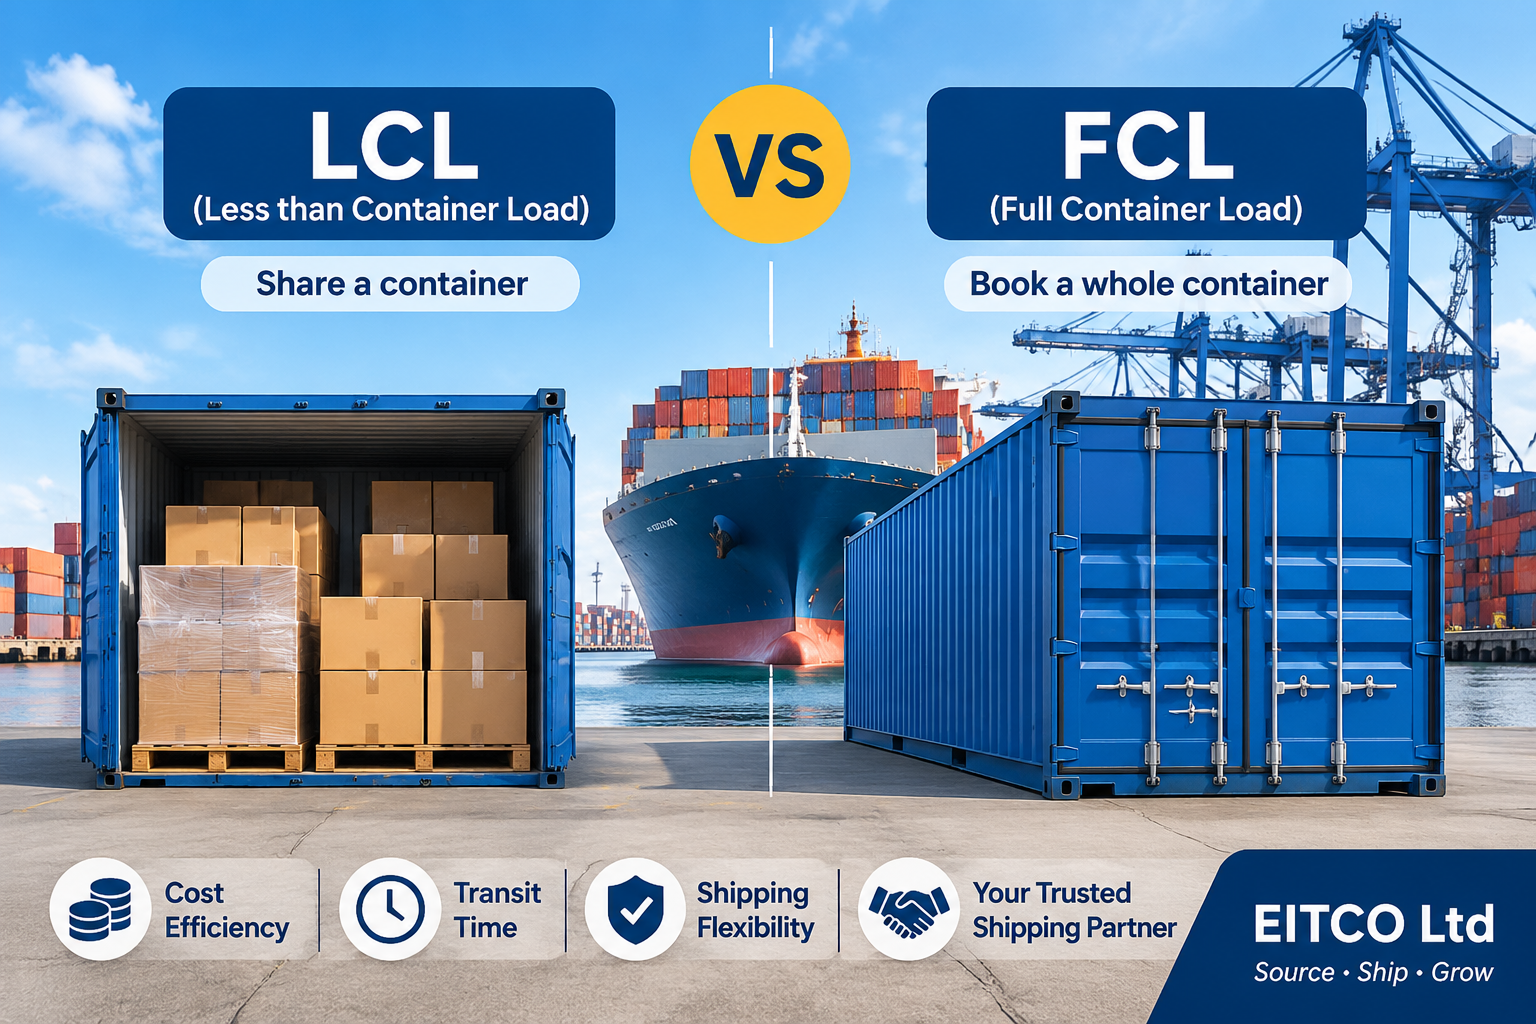 LCL
(Less than Container Load)
Share a container
VS
FCL
(Full Container Load)
Book a whole container
Cost
Efficiency
Transit
Time
Shipping
Flexibility
Your Trusted
Shipping Partner
EITCO Ltd
Source • Ship • Grow